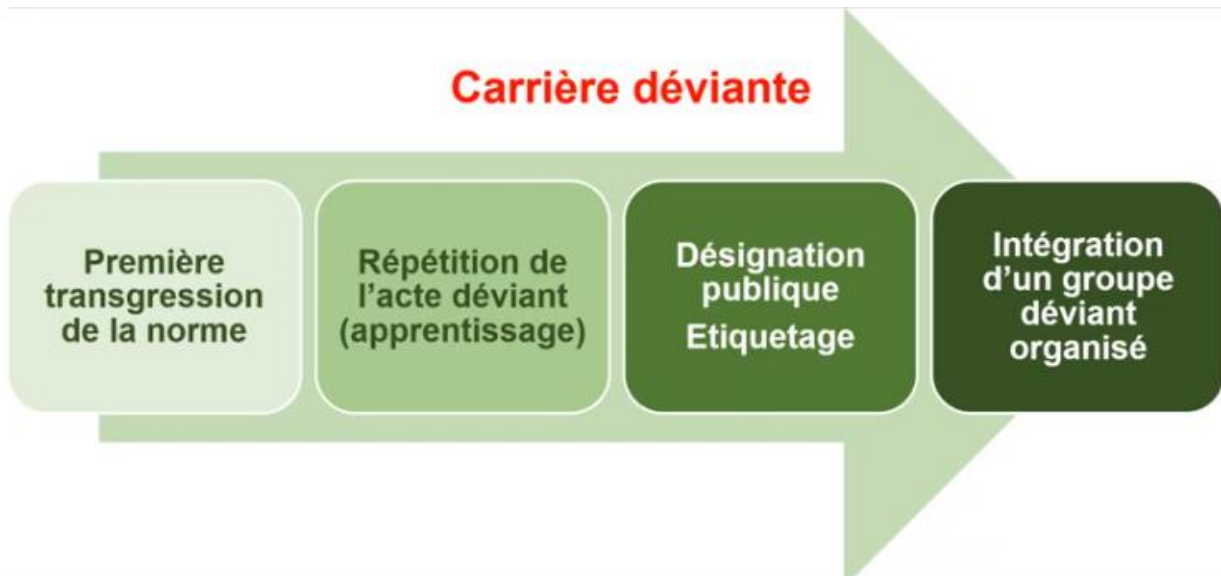 Carrière déviante
Première
transgression
de la norme
Répétition de
l'acte déviant
(apprentissage)
Désignation
publique
Etiquetage
Intégration
d'un groupe
déviant
organisé